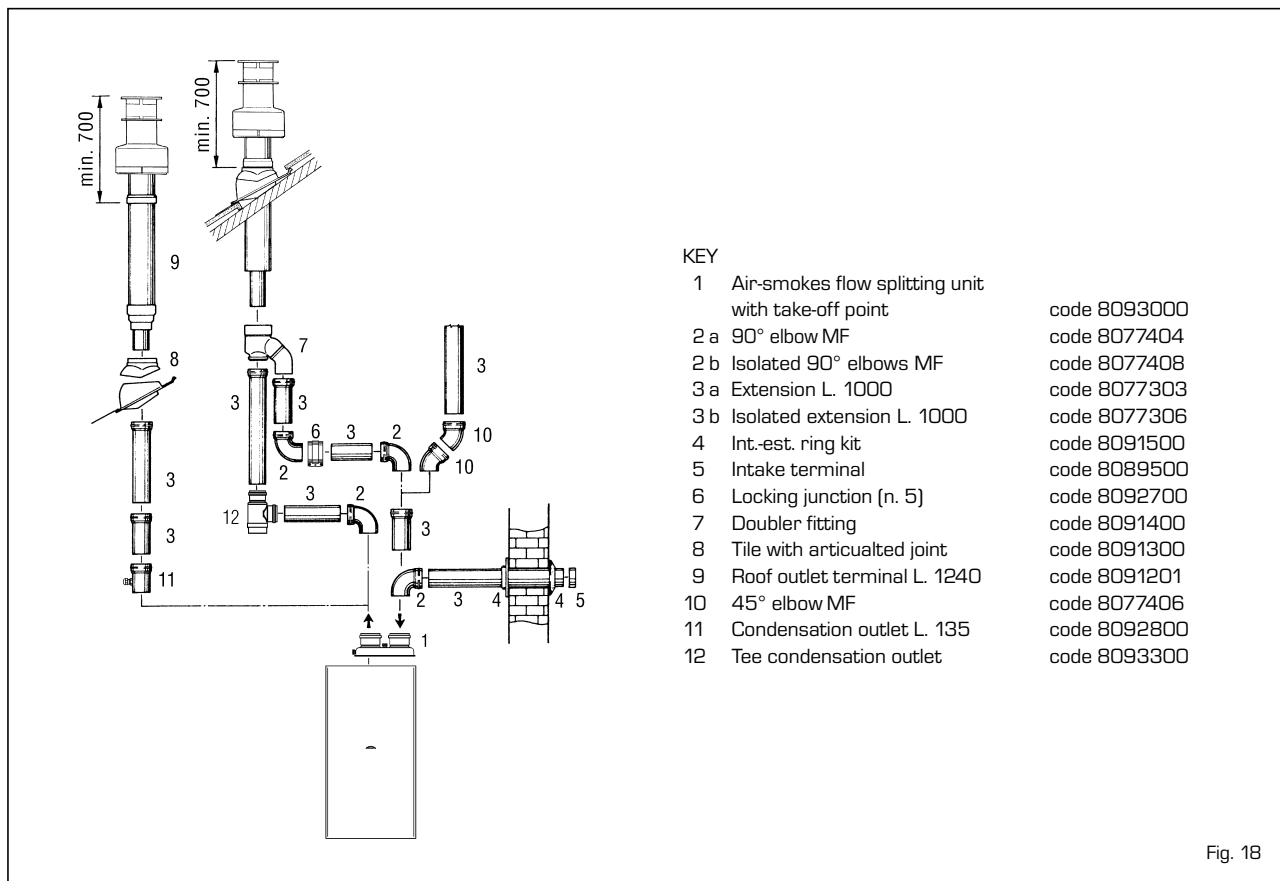 min. 700
min. 700
9
8
7
3
3
3
6
3
2
10
2
10
3
3
2
12
3
3
11
2
3
4
4
5
1
KEY
1 Air-smokes flow splitting unit
with take-off point code 8093000
2 a 90° elbow MF code 8077404
2 b Isolated 90° elbows MF code 8077408
3 a Extension L. 1000 code 8077303
3 b Isolated extension L. 1000 code 8077306
4 Int.-est. ring kit code 8091500
5 Intake terminal code 8089500
6 Locking junction (n. 5) code 8092700
7 Doubler fitting code 8091400
8 Tile with articualted joint code 8091300
9 Roof outlet terminal L. 1240 code 8091201
10 45° elbow MF code 8077406
11 Condensation outlet L. 135 code 8092800
12 Tee condensation outlet code 8093300
Fig. 18